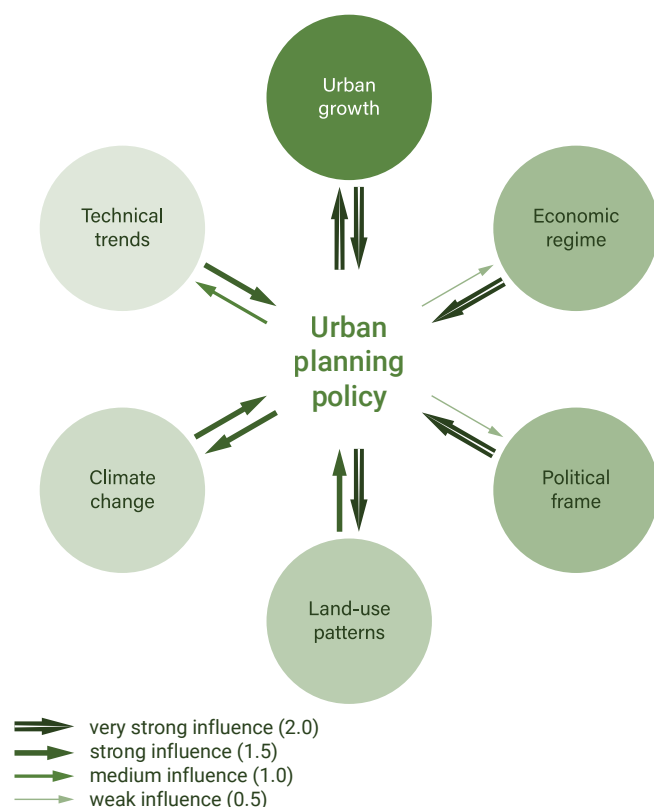 Urban
growth
Technical
trends
Economic
regime
Urban
planning
policy
Climate
change
Political
frame
Land-use
patterns
very strong influence (2.0)
strong influence (1.5)
medium influence (1.0)
weak influence (0.5)